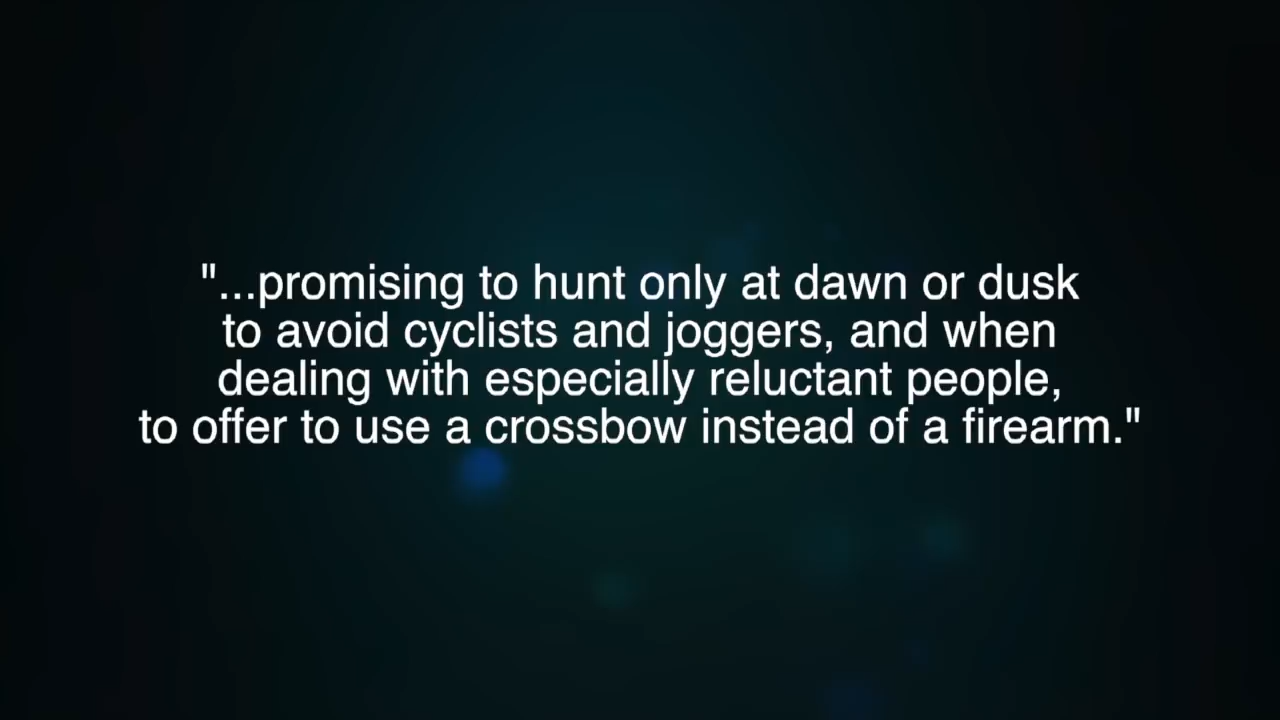 "...promising to hunt only at dawn or dusk
to avoid cyclists and joggers, and when
dealing with especially reluctant people,
to offer to use a crossbow instead of a firearm."